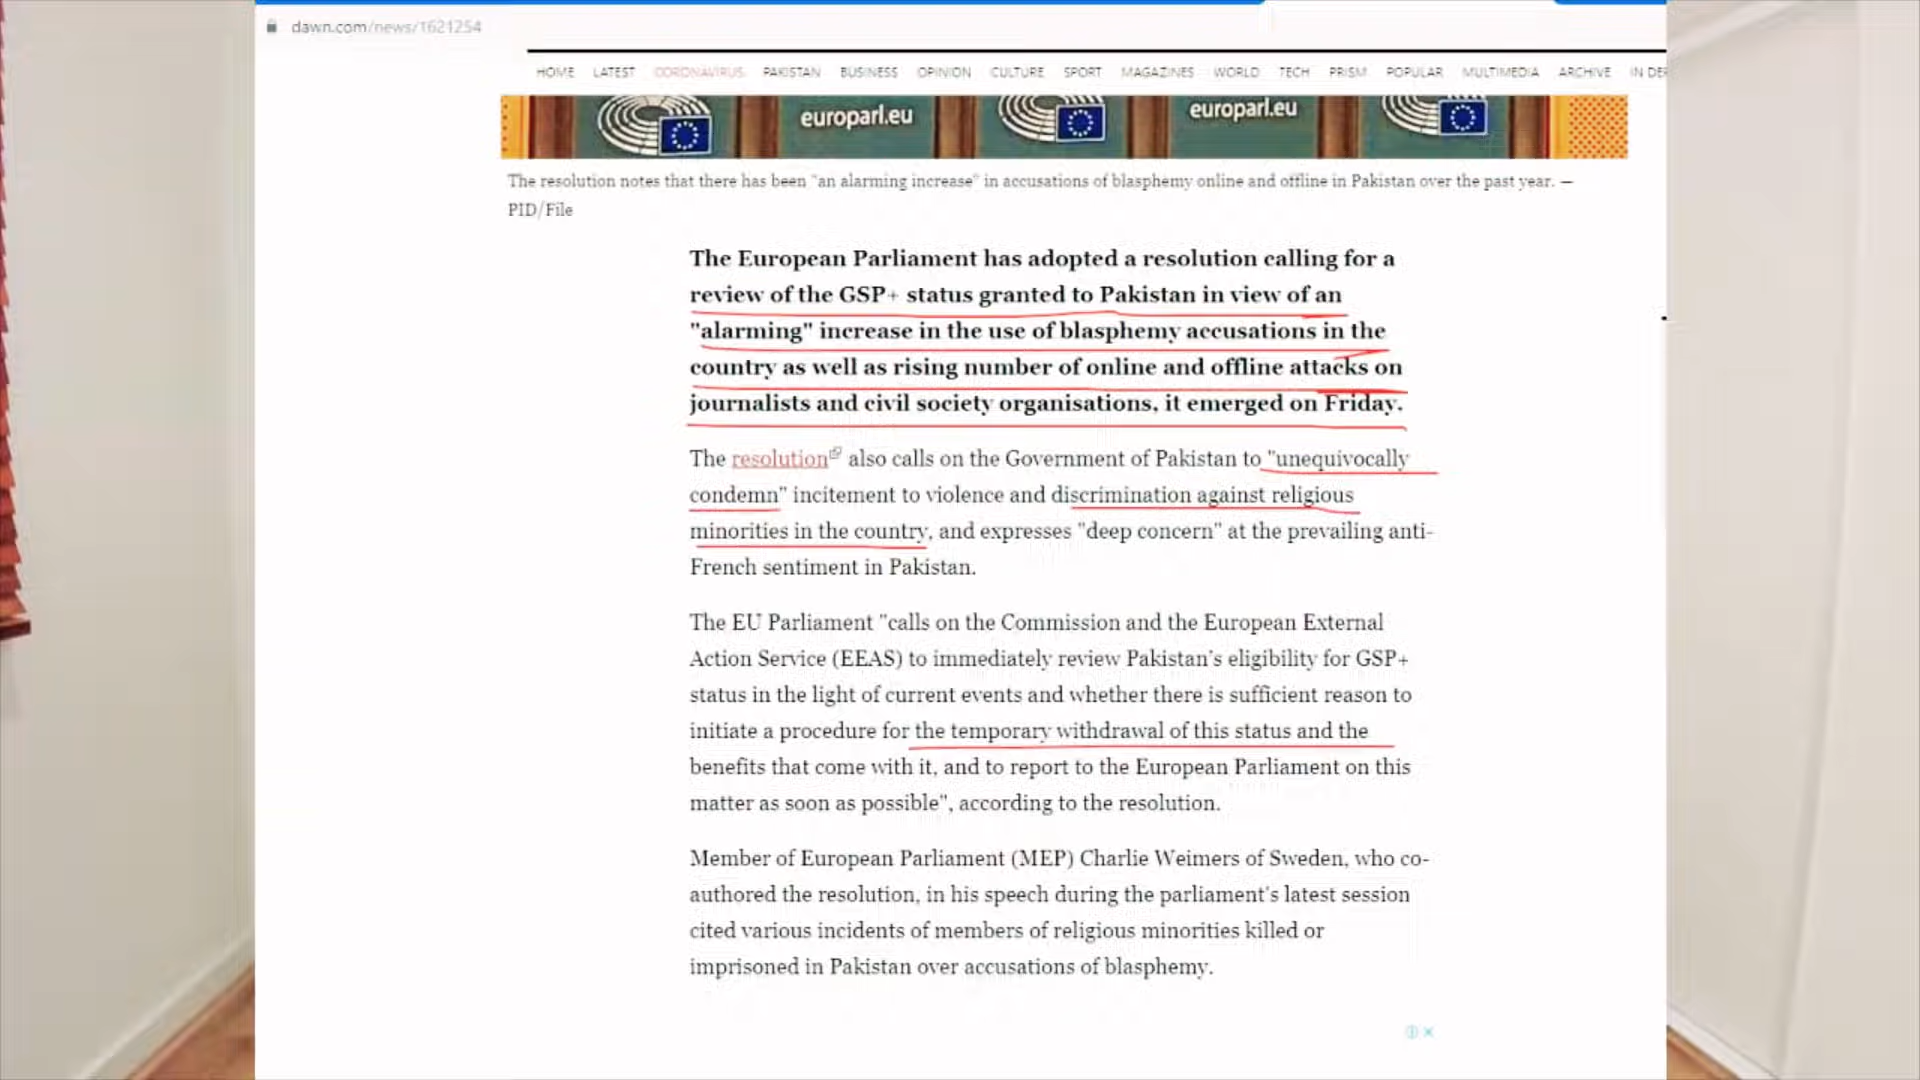 dawn.com/news/1621254
HOME LATEST CORONAVIRUS PAKISTAN BUSINESS OPINION CULTURE SPORT MAGAZINES WORLD TECH PRISM POPULAR MULTIMEDIA ARCHIVE IN DE
europarl.eu europarl.eu
The resolution notes that there has been "an alarming increase" in accusations of blasphemy online and offline in Pakistan over the past year. —
PID/File
The European Parliament has adopted a resolution calling for a
review of the GSP+ status granted to Pakistan in view of an
"alarming" increase in the use of blasphemy accusations in the
country as well as rising number of online and offline attacks on
journalists and civil society organisations, it emerged on Friday.
The resolution also calls on the Government of Pakistan to "unequivocally
condemn" incitement to violence and discrimination against religious
minorities in the country, and expresses "deep concern" at the prevailing anti-
French sentiment in Pakistan.
The EU Parliament "calls on the Commission and the European External
Action Service (EEAS) to immediately review Pakistan's eligibility for GSP+
status in the light of current events and whether there is sufficient reason to
initiate a procedure for the temporary withdrawal of this status and the
benefits that come with it, and to report to the European Parliament on this
matter as soon as possible", according to the resolution.
Member of European Parliament (MEP) Charlie Weimers of Sweden, who co-
authored the resolution, in his speech during the parliament's latest session
cited various incidents of members of religious minorities killed or
imprisoned in Pakistan over accusations of blasphemy.